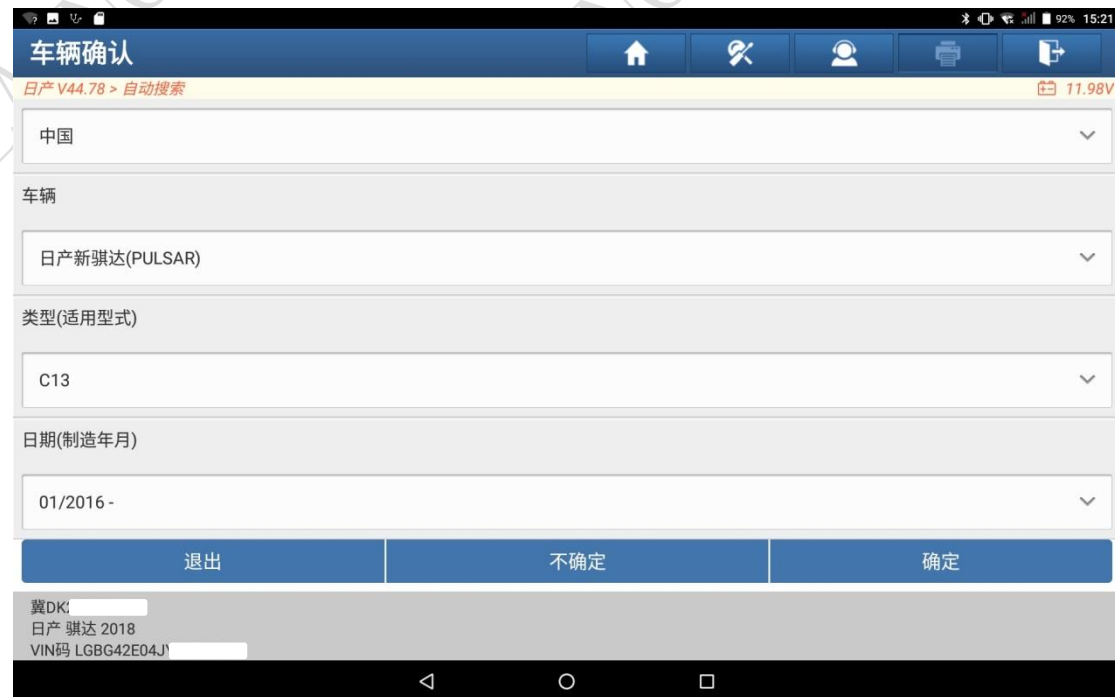 92% 15:21
车辆确认
日产 V44.78 > 自动搜索 11.98V
中国
车辆
日产新骐达(PULSAR)
类型(适用型式)
C13
日期(制造年月)
01/2016 -
退出 不确定 确定
冀DK
日产 骐达 2018
VIN码 LGBG42E04J